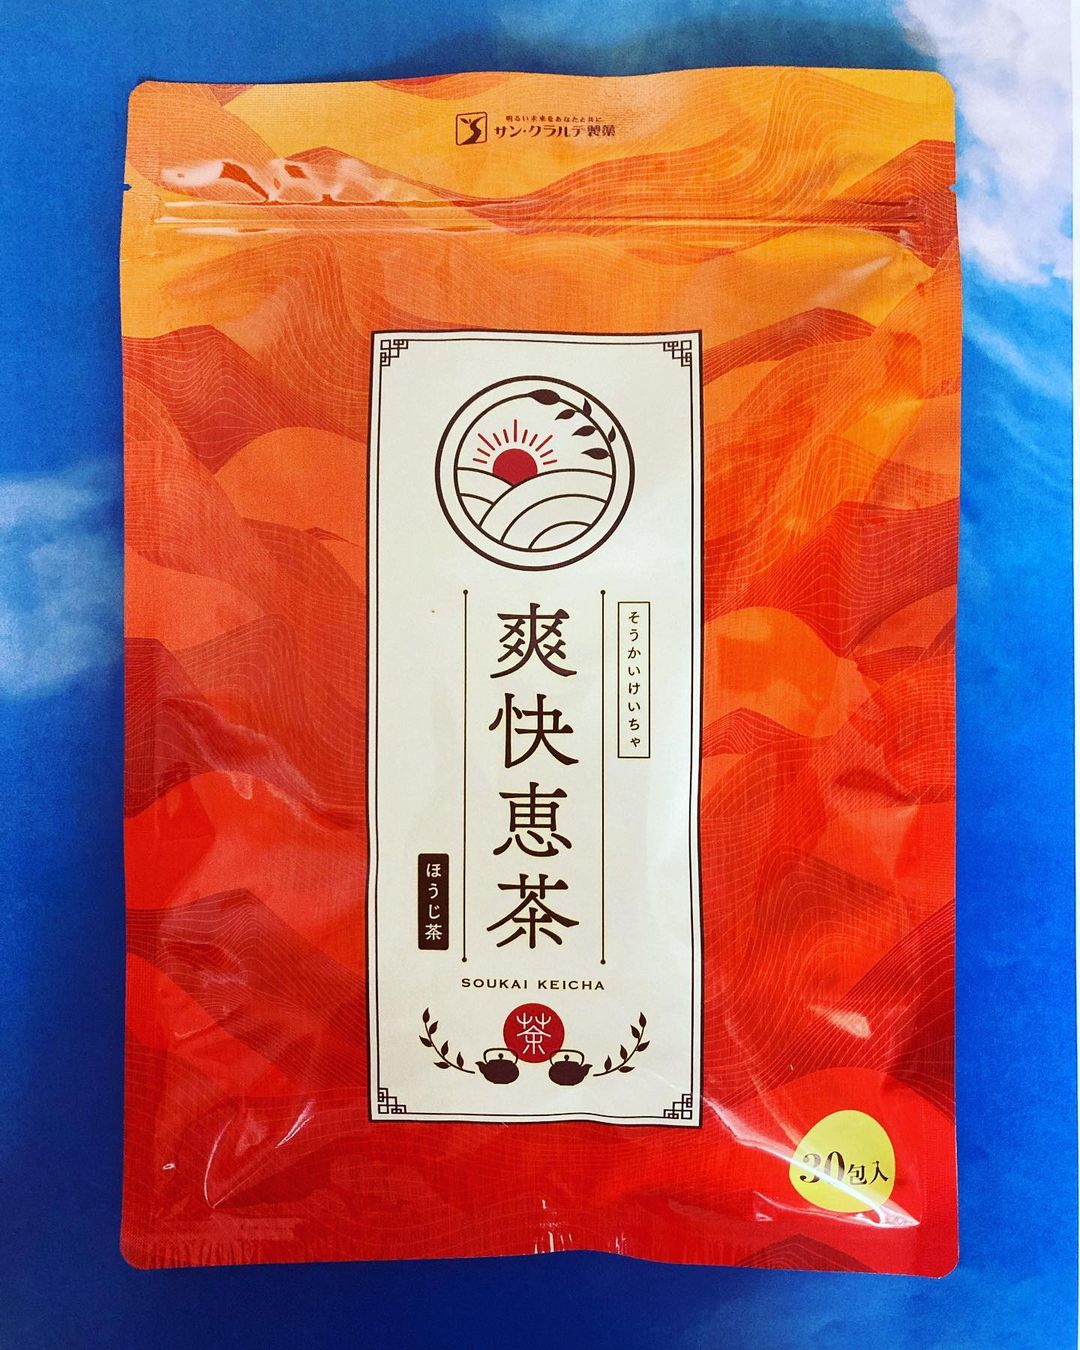 明るい未来をあなたと共に
サン・クラルテ製薬
爽快恵茶
そうかいけいちゃ
ほうじ茶
SOUKAI KEICHA
茶
30包入